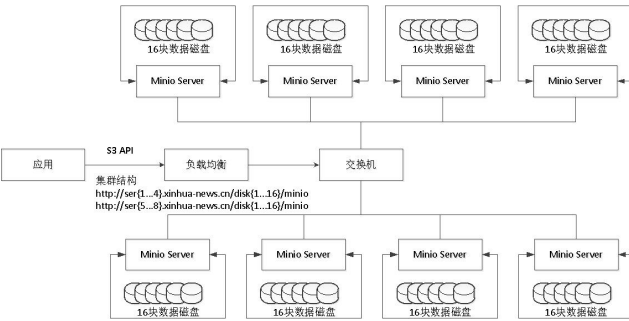 16块数据磁盘
16块数据磁盘
16块数据磁盘
16块数据磁盘
Minio Server
Minio Server
Minio Server
Minio Server
应用
S3 API
负载均衡
交换机
集群结构
http://ser{1...4}.xinhua-news.cn/disk{1...16}/minio
http://ser{5...8}.xinhua-news.cn/disk{1...16}/minio
Minio Server
Minio Server
Minio Server
Minio Server
16块数据磁盘
16块数据磁盘
16块数据磁盘
16块数据磁盘